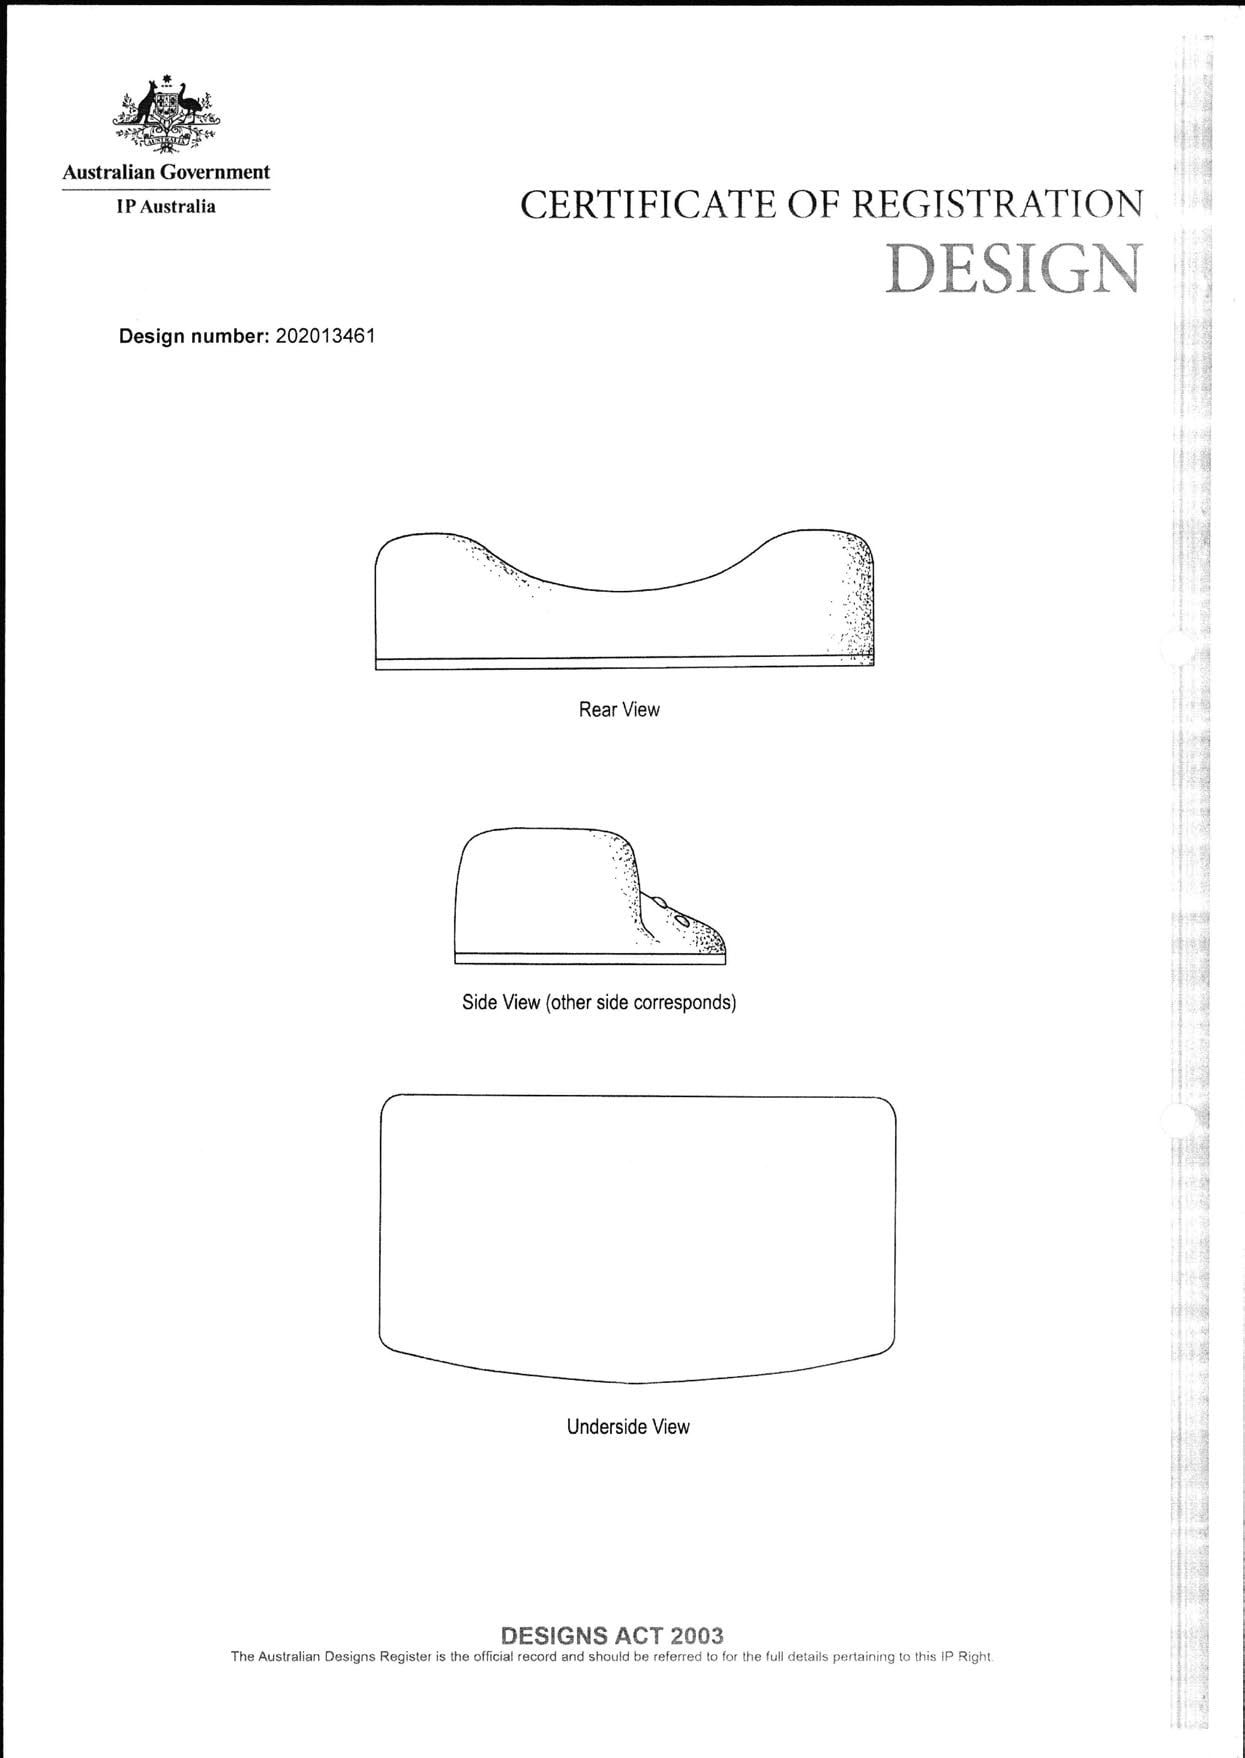 AUSTRALIA
Australian Government
IP Australia
CERTIFICATE OF REGISTRATION
DESIGN
Design number: 202013461
Rear View
Side View (other side corresponds)
Underside View
DESIGNS ACT 2003
The Australian Designs Register is the official record and should be referred to for the full details pertaining to this IP Right.